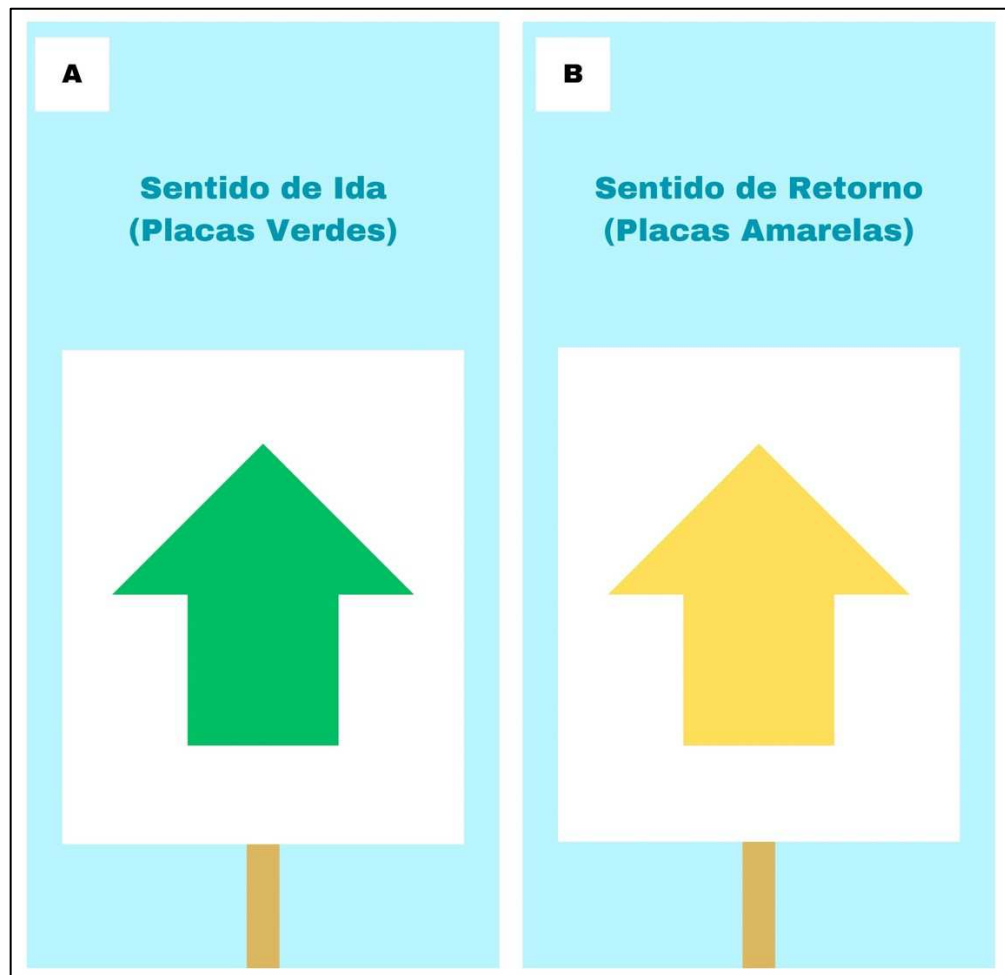 A
Sentido de Ida
(Placas Verdes)
B
Sentido de Retorno
(Placas Amarelas)